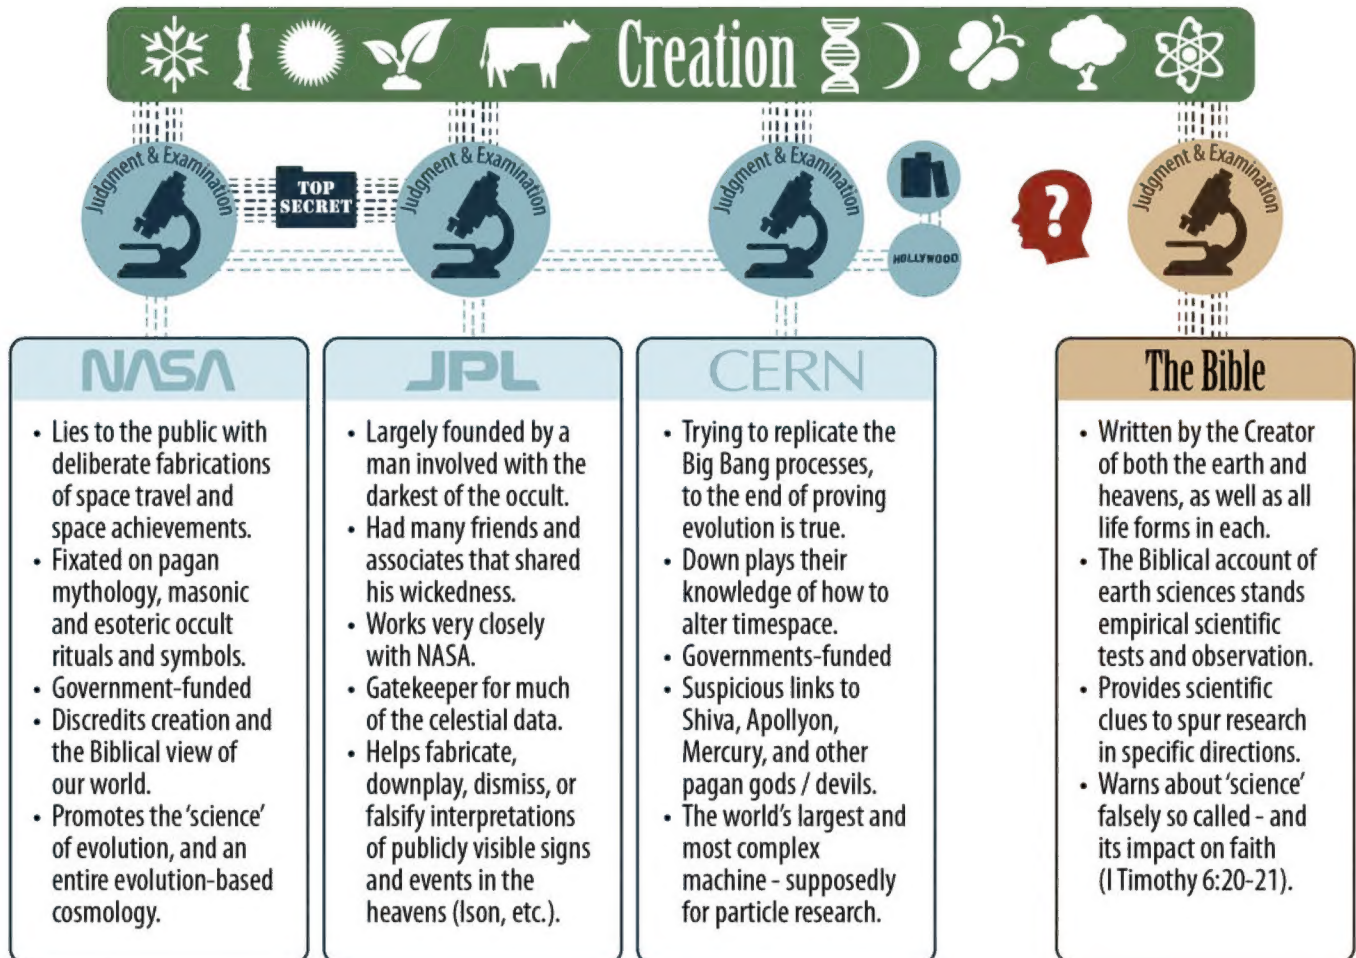 Creation
Judgment & Examination
TOP
SECRET
Judgment & Examination
Judgment & Examination
HOLLYWOOD
?
Judgment & Examination
NASA
• Lies to the public with
deliberate fabrications
of space travel and
space achievements.
• Fixated on pagan
mythology, masonic
and esoteric occult
rituals and symbols.
• Government-funded
• Discredits creation and
the Biblical view of
our world.
• Promotes the 'science'
of evolution, and an
entire evolution-based
cosmology.
JPL
• Largely founded by a
man involved with the
darkest of the occult.
• Had many friends and
associates that shared
his wickedness.
• Works very closely
with NASA.
• Gatekeeper for much
of the celestial data.
• Helps fabricate,
downplay, dismiss, or
falsify interpretations
of publicly visible signs
and events in the
heavens (Ison, etc.).
CERN
• Trying to replicate the
Big Bang processes,
to the end of proving
evolution is true.
• Down plays their
knowledge of how to
alter timespace.
• Governments-funded
• Suspicious links to
Shiva, Apollyon,
Mercury, and other
pagan gods / devils.
• The world's largest and
most complex
machine - supposedly
for particle research.
The Bible
• Written by the Creator
of both the earth and
heavens, as well as all
life forms in each.
• The Biblical account of
earth sciences stands
empirical scientific
tests and observation.
• Provides scientific
clues to spur research
in specific directions.
• Warns about 'science'
falsely so called - and
its impact on faith
(I Timothy 6:20-21).